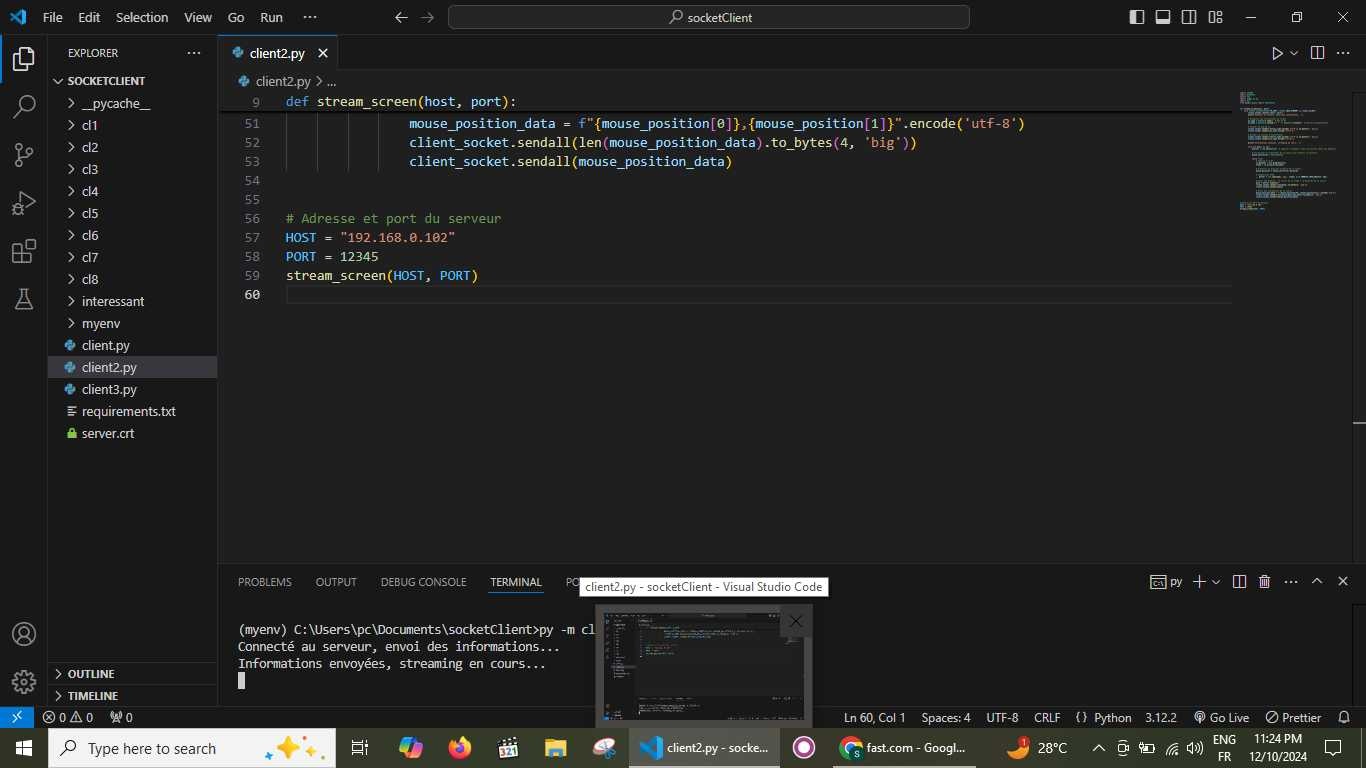 File Edit Selection View Go Run ···
socketClient
EXPLORER
client2.py
SOCKETCLIENT
client2.py > ...
__pycache__
cl1
cl2
cl3
cl4
cl5
cl6
cl7
cl8
interessant
myenv
client.py
client2.py
client3.py
requirements.txt
server.crt
OUTLINE
TIMELINE
9 def stream_screen(host, port):
51 mouse_position_data = f"{mouse_position[0]},{mouse_position[1]}".encode('utf-8')
52 client_socket.sendall(len(mouse_position_data).to_bytes(4, 'big'))
53 client_socket.sendall(mouse_position_data)
54
55
56 # Adresse et port du serveur
57 HOST = "192.168.0.102"
58 PORT = 12345
59 stream_screen(HOST, PORT)
60
PROBLEMS OUTPUT DEBUG CONSOLE TERMINAL PO
py
client2.py - socketClient - Visual Studio Code
(myenv) C:\Users\pc\Documents\socketClient>py -m cl
Connecté au serveur, envoi des informations...
Informations envoyées, streaming en cours...
0 0 0 Ln 60, Col 1 Spaces: 4 UTF-8 CRLF {} Python 3.12.2 Go Live Prettier
Type here to search
321
client2.py - socke...
fast.com - Googl...
1
28°C
ENG
FR
11:24 PM
12/10/2024